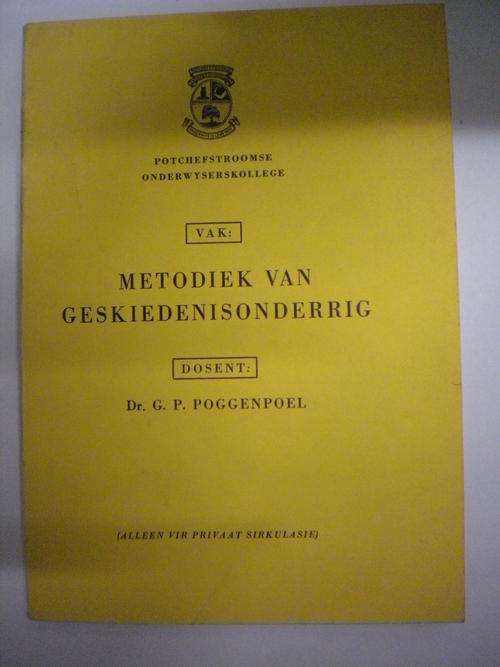 POTCHEFSTROOMSE
ONDERWYSERSKOLLEGE
VAK:
METODIEK VAN
GESKIEDENISONDERRIG
DOSENT:
Dr. G. P. POGGENPOEL
(ALLEEN VIR PRIVAAT SIRKULASIE)